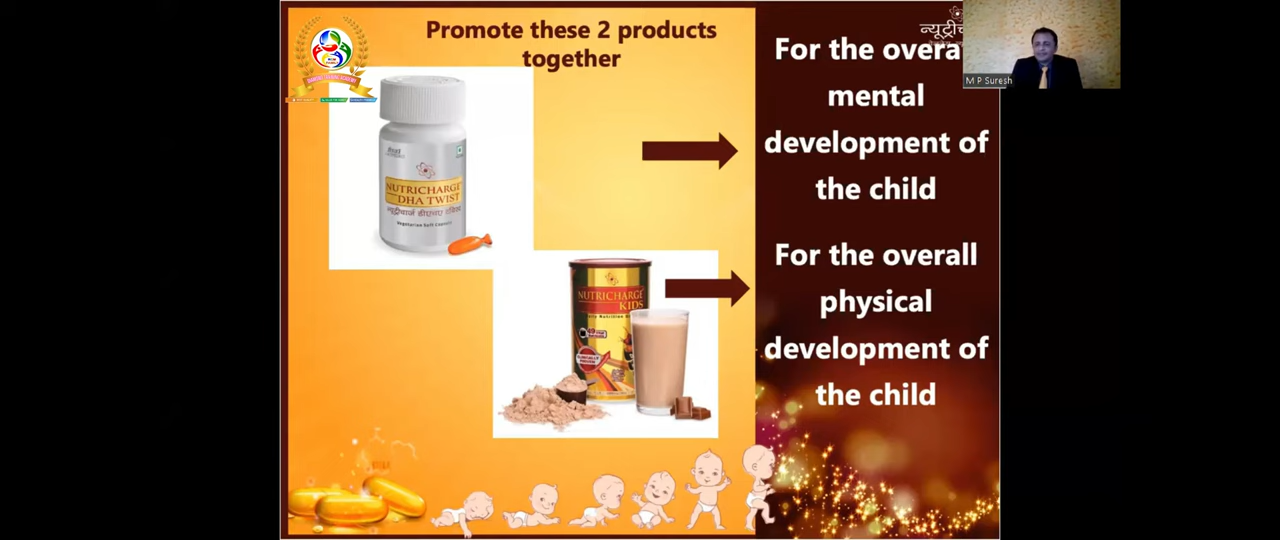 Promote these 2 products
together
For the overa
mental
development of
the child
For the overall
physical
development of
the child
M P Suresh
NUTRICHARGE
DHA TWIST
न्यूट्रीचार्ज डीएचए ट्विस्ट
Vegetarian Soft Capsule
NUTRICHARGE
KIDS